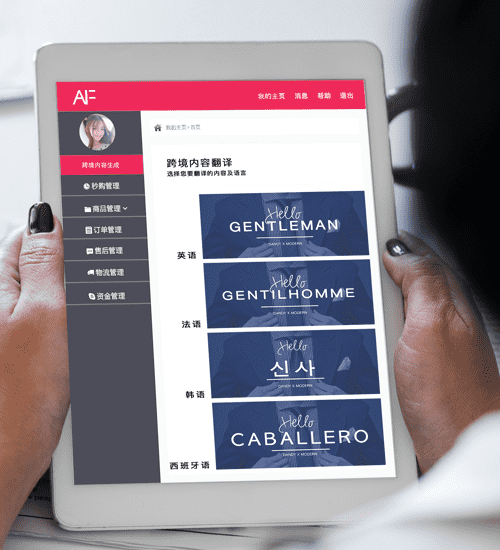 AIF
我的主页 消息 帮助 退出
我的主页 > 首页
跨境内容生成
秒购管理
商品管理
订单管理
售后管理
物流管理
资金管理
跨境内容翻译
选择您要翻译的内容及语言
Hello
GENTLEMAN
DANDY X MODERN
英语
Hello
GENTILHOMME
DANDY X MODERN
法语
Hello
신사
DANDY X MODERN
韩语
Hello
CABALLERO
DANDY X MODERN
西班牙语